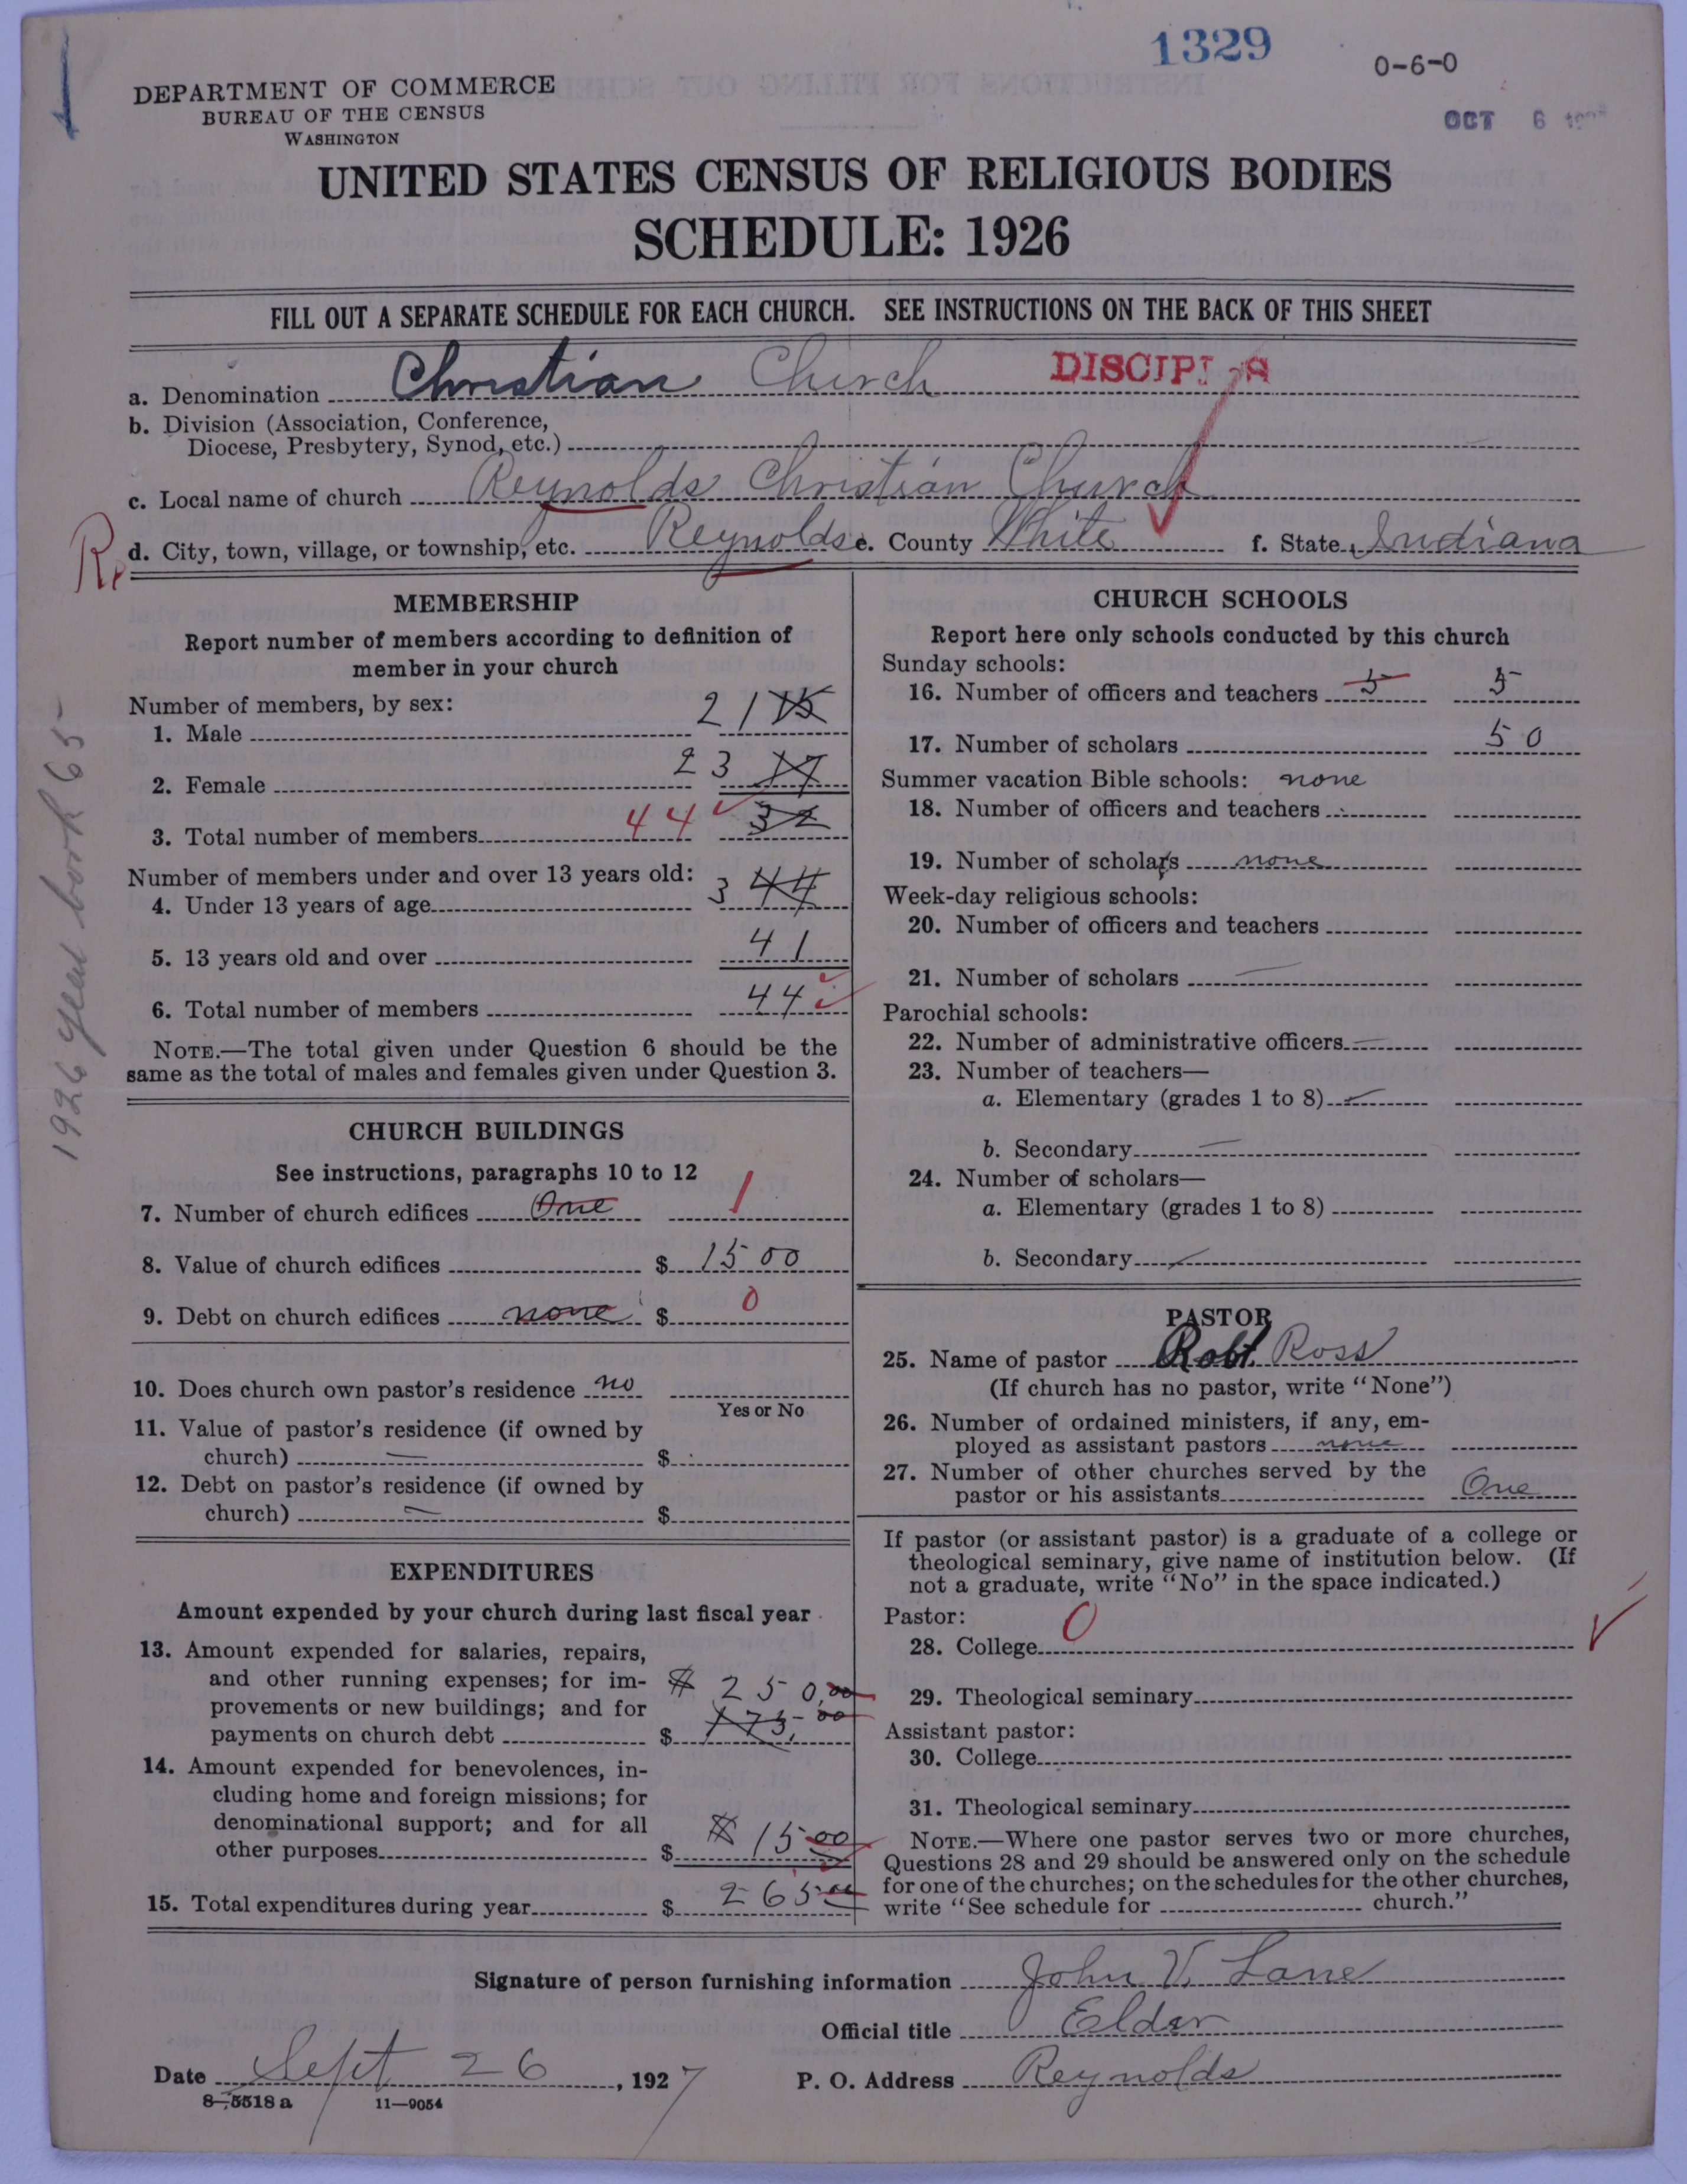 1329
0-6-0
OCT 6
DEPARTMENT OF COMMERCE
BUREAU OF THE CENSUS
WASHINGTON
UNITED STATES CENSUS OF RELIGIOUS BODIES
SCHEDULE: 1926
FILL OUT A SEPARATE SCHEDULE FOR EACH CHURCH. SEE INSTRUCTIONS ON THE BACK OF THIS SHEET
a. Denomination Christian Church
b. Division (Association, Conference,
Diocese, Presbytery, Synod, etc.)
c. Local name of church Reynolds Christian Church
d. City, town, village, or township, etc. Reynolds e. County White f. State Indiana
1926 year book 65
MEMBERSHIP
Report number of members according to definition of
member in your church
Number of members, by sex:
1. Male 21 15
2. Female 23 17
3. Total number of members 44 32
Number of members under and over 13 years old:
4. Under 13 years of age 3 44
5. 13 years old and over 41
6. Total number of members 44
NOTE.—The total given under Question 6 should be the
same as the total of males and females given under Question 3.
CHURCH BUILDINGS
See instructions, paragraphs 10 to 12
7. Number of church edifices One 1
8. Value of church edifices $ 1500
9. Debt on church edifices none $ 0
10. Does church own pastor's residence no
Yes or No
11. Value of pastor's residence (if owned by
church) $
12. Debt on pastor's residence (if owned by
church) $
EXPENDITURES
Amount expended by your church during last fiscal year
13. Amount expended for salaries, repairs,
and other running expenses; for im-
provements or new buildings; and for
payments on church debt $ 250.00
$ 175.00
14. Amount expended for benevolences, in-
cluding home and foreign missions; for
denominational support; and for all
other purposes $ $ 15 00
15. Total expenditures during year $ 265 00
CHURCH SCHOOLS
Report here only schools conducted by this church
Sunday schools:
16. Number of officers and teachers 5 5
17. Number of scholars 50
Summer vacation Bible schools: none
18. Number of officers and teachers
19. Number of scholars none
Week-day religious schools:
20. Number of officers and teachers
21. Number of scholars
Parochial schools:
22. Number of administrative officers
23. Number of teachers—
a. Elementary (grades 1 to 8)
b. Secondary
24. Number of scholars—
a. Elementary (grades 1 to 8)
b. Secondary
PASTOR
25. Name of pastor Robt. Ross
(If church has no pastor, write "None")
26. Number of ordained ministers, if any, em-
ployed as assistant pastors none
27. Number of other churches served by the
pastor or his assistants One
If pastor (or assistant pastor) is a graduate of a college or
theological seminary, give name of institution below. (If
not a graduate, write "No" in the space indicated.)
Pastor:
28. College 0
29. Theological seminary
Assistant pastor:
30. College
31. Theological seminary
NOTE.—Where one pastor serves two or more churches,
Questions 28 and 29 should be answered only on the schedule
for one of the churches; on the schedules for the other churches,
write "See schedule for church."
Signature of person furnishing information John V. Lane
Official title Elder
Date Sept 26, 1927 P. O. Address Reynolds
8-5518 a 11-9054